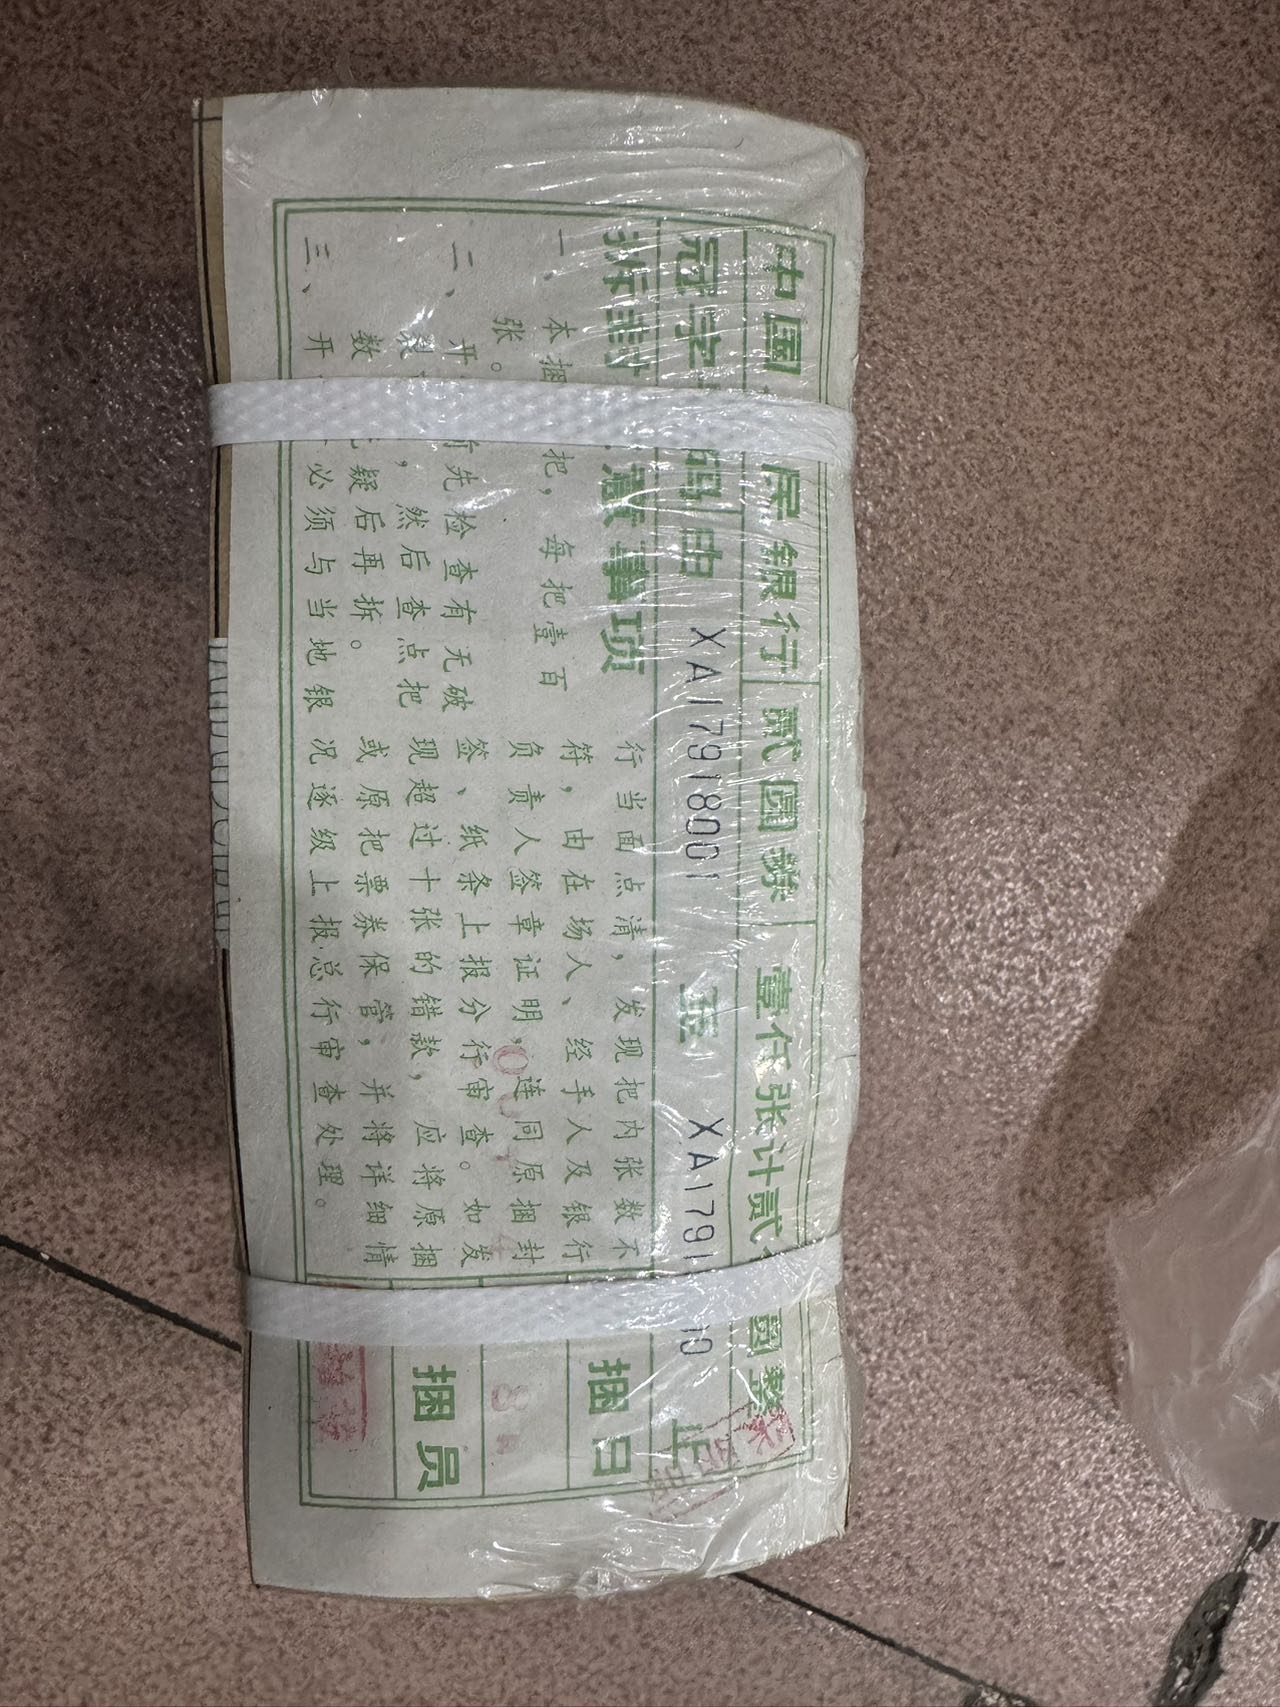 中国 民银行 贰圆券 壹仟张计贰 圆整
冠字 码由 XA17918001 至 XA1791 10 止
拆封 意事项
一、本捆 把，每把壹百
张。
二、开 前先检查有无破
裂 ，然后查点把
数 无疑后再拆。
三、开 必须与当地银
行当面点清，发现把内张数不
符，由在场人、经手人及银行
负责人签章证明，连同原捆封
签、纸条上报分行审查。如发
现超过十张的错款，应将原捆
或原把票券保管，并将详细情
况逐级上报总行审查处理。
捆日
捆员